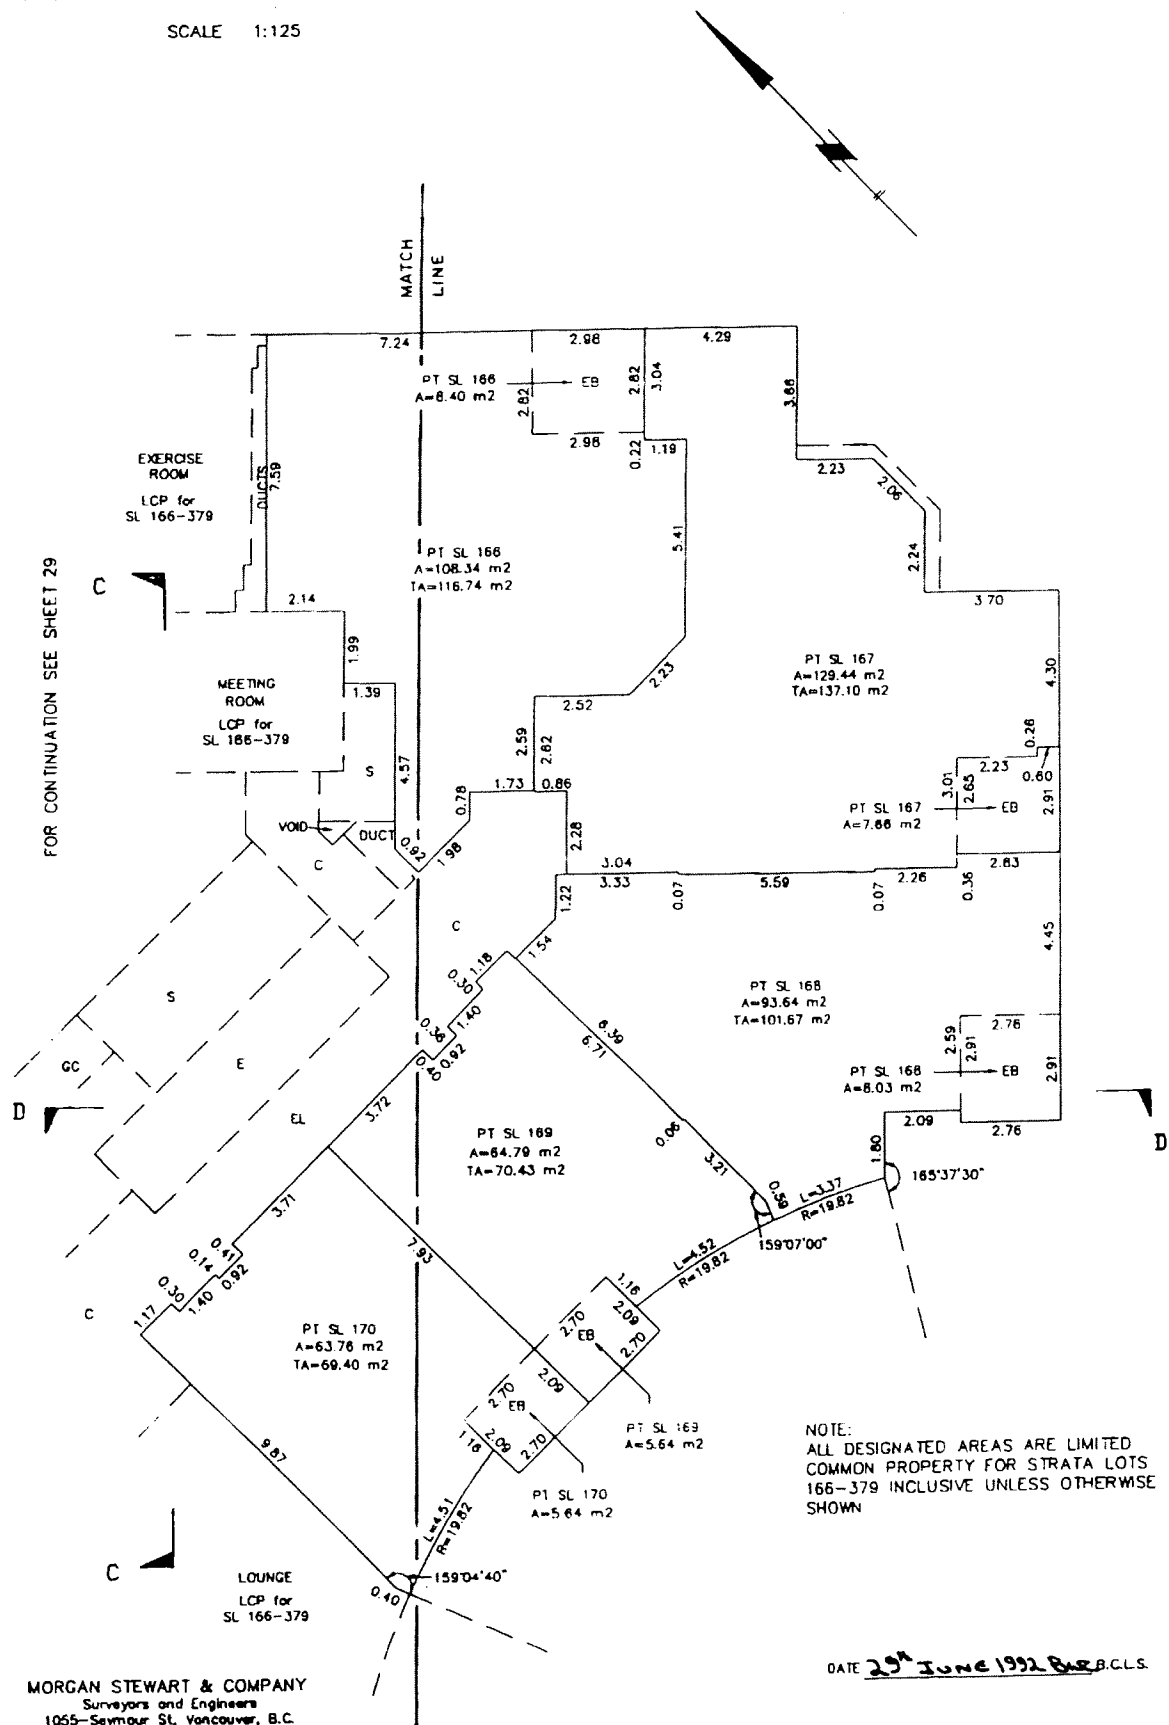 SCALE 1:125
MATCH
LINE
7.24
2.98
4.29
PT SL 166
A=8.40 m2
EB
2.82
2.82
3.04
3.66
2.98
0.22
1.19
2.23
2.06
EXERCISE
ROOM
LCP for
SL 166-379
DUCTS
7.59
5.41
2.24
PT SL 166
A=108.34 m2
TA=116.74 m2
FOR CONTINUATION SEE SHEET 29
C
2.14
3.70
1.99
2.23
PT SL 167
A=129.44 m2
TA=137.10 m2
4.30
MEETING
ROOM
LCP for
SL 166-379
1.39
2.52
2.59
2.82
0.26
2.23
0.60
S
4.57
0.78
1.73
0.86
3.01
2.65
2.91
PT SL 167
A=7.66 m2
EB
VOID
DUCT
0.92
1.98
2.28
C
3.04
3.33
0.07
5.59
0.07
2.26
0.36
2.83
1.22
C
1.54
4.45
1.18
0.30
S
1.40
0.36
0.40
0.92
PT SL 168
A=93.64 m2
TA=101.67 m2
2.76
2.59
2.91
8.39
6.71
GC
E
PT SL 168
A=8.03 m2
EB
2.91
D
3.72
EL
2.09
2.76
D
PT SL 169
A=64.79 m2
TA=70.43 m2
0.06
3.21
1.80
165°37'30"
0.59
L=3.37
R=19.82
3.71
159°07'00"
7.93
L=4.52
R=19.82
0.41
0.14
0.92
0.30
1.40
1.17
C
1.16
2.09
2.70
EB
2.70
PT SL 170
A=63.76 m2
TA=69.40 m2
2.70
EB
2.09
PT SL 169
A=5.64 m2
9.87
1.16
2.09
2.70
PT SL 170
A=5.64 m2
NOTE:
ALL DESIGNATED AREAS ARE LIMITED
COMMON PROPERTY FOR STRATA LOTS
166-379 INCLUSIVE UNLESS OTHERWISE
SHOWN
L=4.51
R=19.82
C
LOUNGE
LCP for
SL 166-379
159°04'40"
0.40
DATE 29th JUNE 1992 B.C.L.S.
MORGAN STEWART & COMPANY
Surveyors and Engineers
1055-Seymour St. Vancouver, B.C.